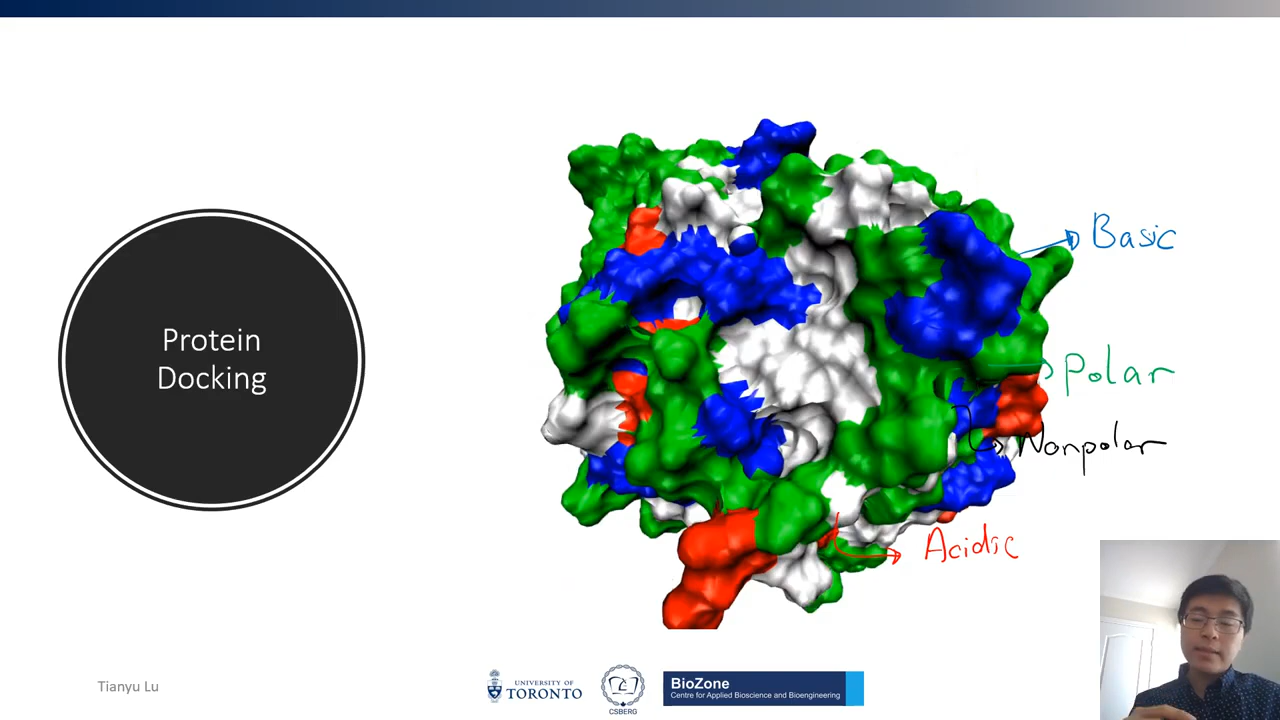 Protein
Docking
Basic
Polar
Nonpolar
Acidic
Tianyu Lu
UNIVERSITY OF
TORONTO
CSBERG
BioZone
Centre for Applied Bioscience and Bioengineering